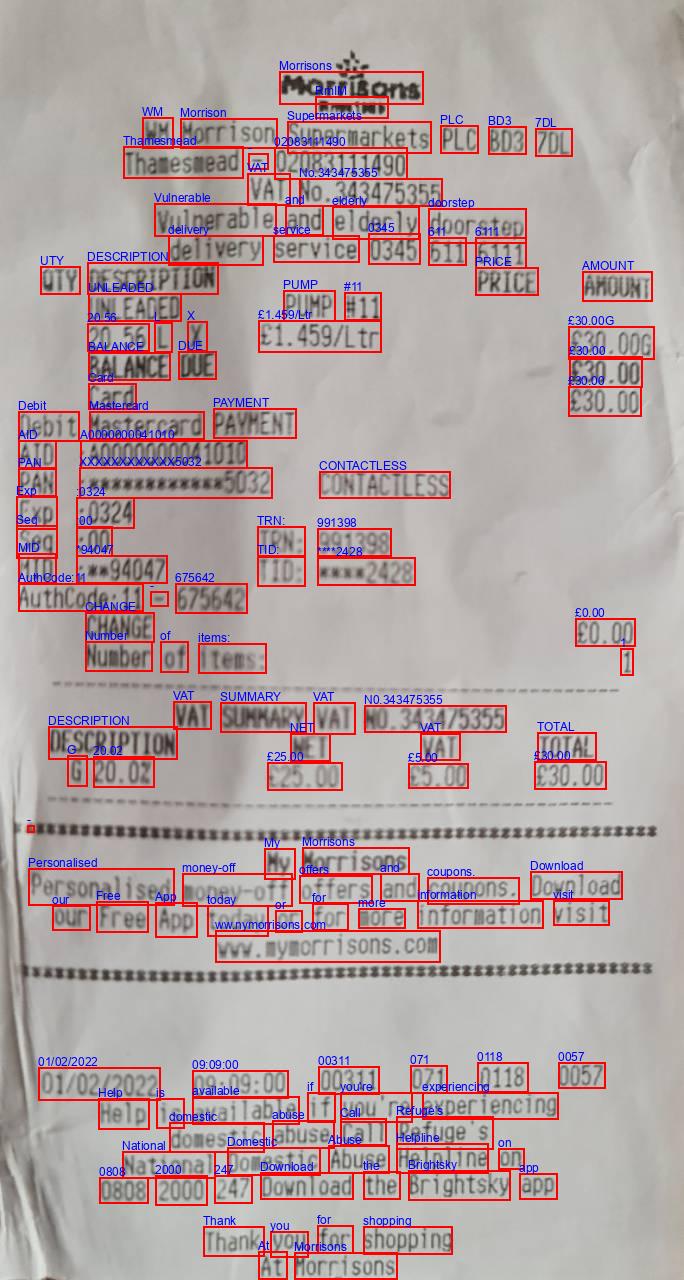 Morrisons
WM Morrison Supermarkets PLC BD3 7DL
Thamesmead - 02083111490
VAT No.343475355
Vulnerable and elderly doorstep
delivery service 0345 611 6111
QTY DESCRIPTION PRICE AMOUNT
UNLEADED PUMP #11
20.56 L X £1.459/Ltr £30.00G
BALANCE DUE £30.00
Card £30.00
Debit Mastercard PAYMENT
AID :A0000000041010
PAN :************5032 CONTACTLESS
Exp :0324
Seq :00 TRN: 991398
MID :**94047 TID: ****2428
AuthCode:11 - 675642
CHANGE £0.00
Number of items: 1
VAT SUMMARY VAT NO.343475355
DESCRIPTION NET VAT TOTAL
G 20.0% £25.00 £5.00 £30.00
My Morrisons
Personalised money-off offers and coupons. Download
our Free App today or for more information visit
www.mymorrisons.com
01/02/2022 09:09:00 00311 071 0118 0057
Help is available if you're experiencing
domestic abuse Call Refuge's
National Domestic Abuse Helpline on
0808 2000 247 Download the Brightsky app
Thank you for shopping
At Morrisons